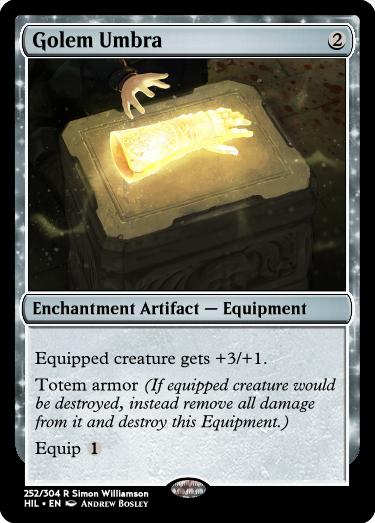 Golem Umbra 2
Enchantment Artifact — Equipment
Equipped creature gets +3/+1.
Totem armor (If equipped creature would
be destroyed, instead remove all damage
from it and destroy this Equipment.)
Equip 1
252/304 R Simon Williamson
HIL • EN Andrew Bosley